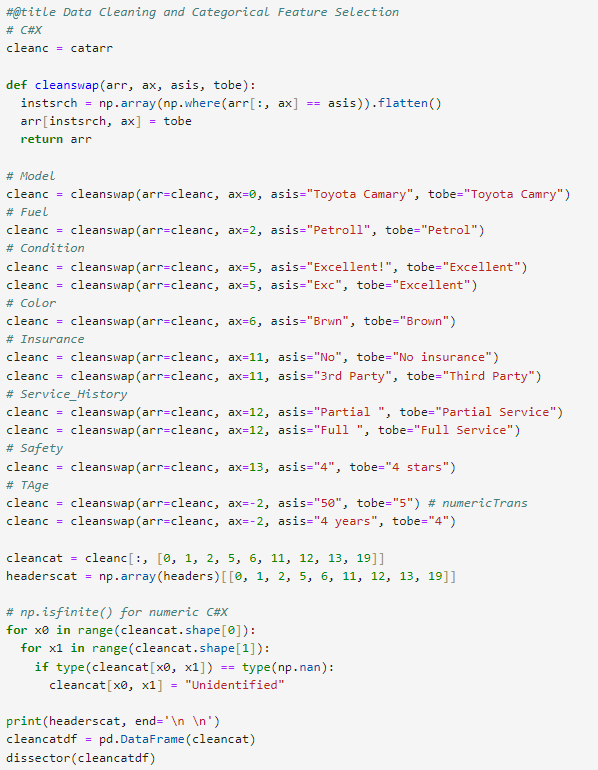 #@title Data Cleaning and Categorical Feature Selection
# C#X
cleanc = catarr

def cleanswap(arr, ax, asis, tobe):
  instsrch = np.array(np.where(arr[:, ax] == asis)).flatten()
  arr[instsrch, ax] = tobe
  return arr

# Model
cleanc = cleanswap(arr=cleanc, ax=0, asis="Toyota Camary", tobe="Toyota Camry")
# Fuel
cleanc = cleanswap(arr=cleanc, ax=2, asis="Petroll", tobe="Petrol")
# Condition
cleanc = cleanswap(arr=cleanc, ax=5, asis="Excellent!", tobe="Excellent")
cleanc = cleanswap(arr=cleanc, ax=5, asis="Exc", tobe="Excellent")
# Color
cleanc = cleanswap(arr=cleanc, ax=6, asis="Brwn", tobe="Brown")
# Insurance
cleanc = cleanswap(arr=cleanc, ax=11, asis="No", tobe="No insurance")
cleanc = cleanswap(arr=cleanc, ax=11, asis="3rd Party", tobe="Third Party")
# Service_History
cleanc = cleanswap(arr=cleanc, ax=12, asis="Partial ", tobe="Partial Service")
cleanc = cleanswap(arr=cleanc, ax=12, asis="Full ", tobe="Full Service")
# Safety
cleanc = cleanswap(arr=cleanc, ax=13, asis="4", tobe="4 stars")
# TAge
cleanc = cleanswap(arr=cleanc, ax=-2, asis="50", tobe="5") # numericTrans
cleanc = cleanswap(arr=cleanc, ax=-2, asis="4 years", tobe="4")

cleancat = cleanc[:, [0, 1, 2, 5, 6, 11, 12, 13, 19]]
headerscat = np.array(headers)[[0, 1, 2, 5, 6, 11, 12, 13, 19]]

# np.isfinite() for numeric C#X
for x0 in range(cleancat.shape[0]):
  for x1 in range(cleancat.shape[1]):
    if type(cleancat[x0, x1]) == type(np.nan):
      cleancat[x0, x1] = "Unidentified"

print(headerscat, end='\n \n')
cleancatdf = pd.DataFrame(cleancat)
dissector(cleancatdf)